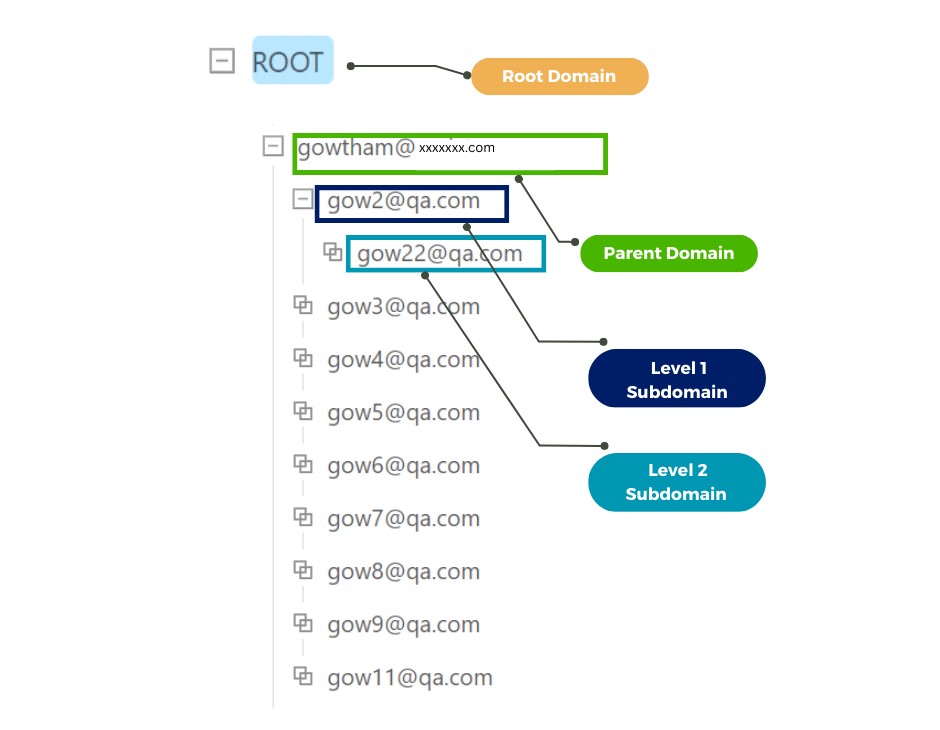 ROOT
Root Domain
gowtham@xxxxxxx.com
gow2@qa.com
gow22@qa.com
Parent Domain
gow3@qa.com
Level 1
Subdomain
gow4@qa.com
gow5@qa.com
gow6@qa.com
Level 2
Subdomain
gow7@qa.com
gow8@qa.com
gow9@qa.com
gow11@qa.com